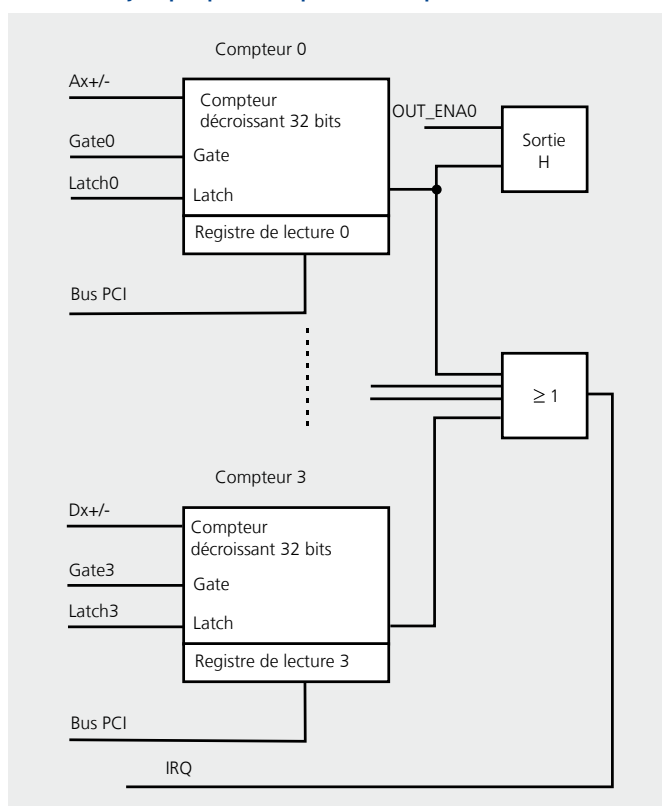 Compteur 0
Ax+/-
Compteur
décroissant 32 bits
OUT_ENA0
Sortie
H
Gate0
Gate
Latch0
Latch
Registre de lecture 0
Bus PCI
≥ 1
Compteur 3
Dx+/-
Compteur
décroissant 32 bits
Gate3
Gate
Latch3
Latch
Registre de lecture 3
Bus PCI
IRQ